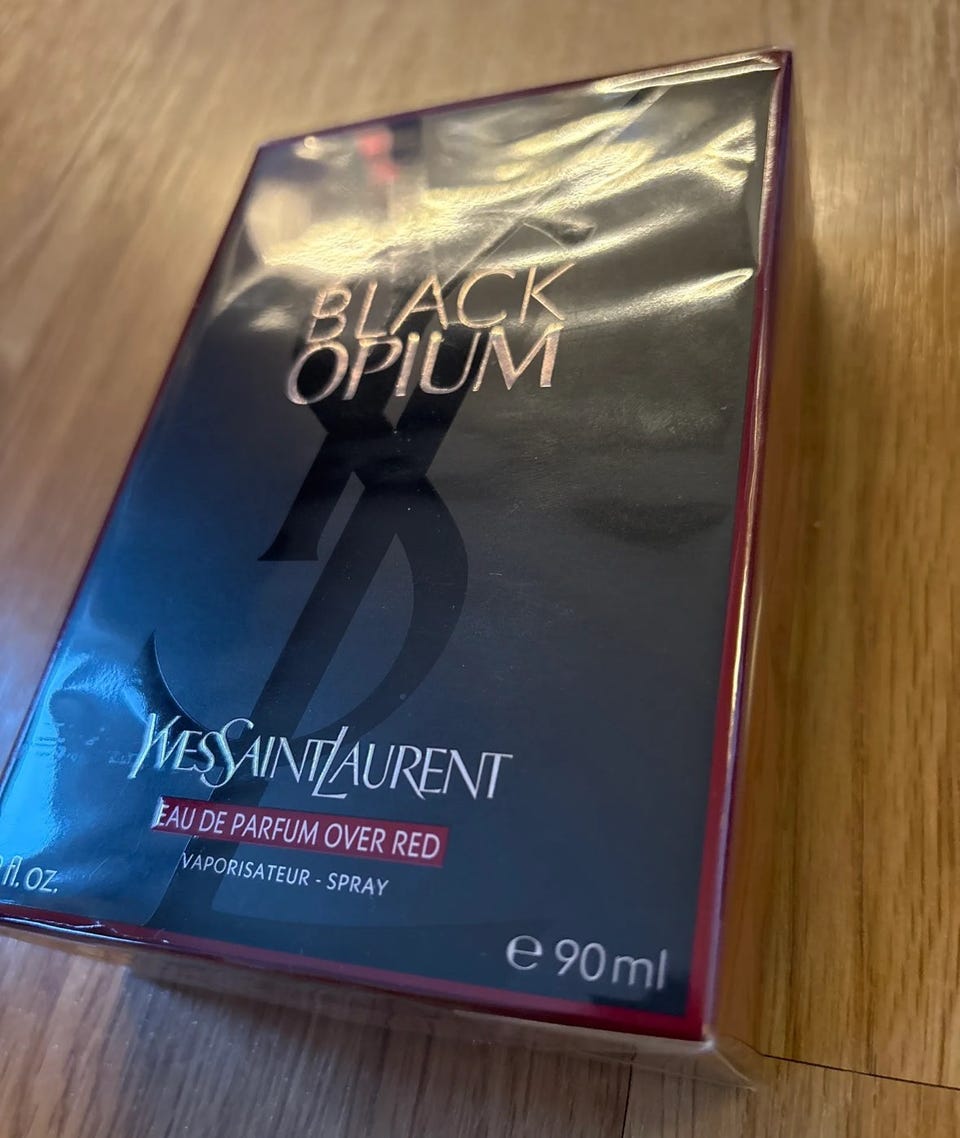 BLACK
OPIUM
YVESSAINTLAURENT
EAU DE PARFUM OVER RED
VAPORISATEUR - SPRAY
fl. oz.
℮ 90 ml